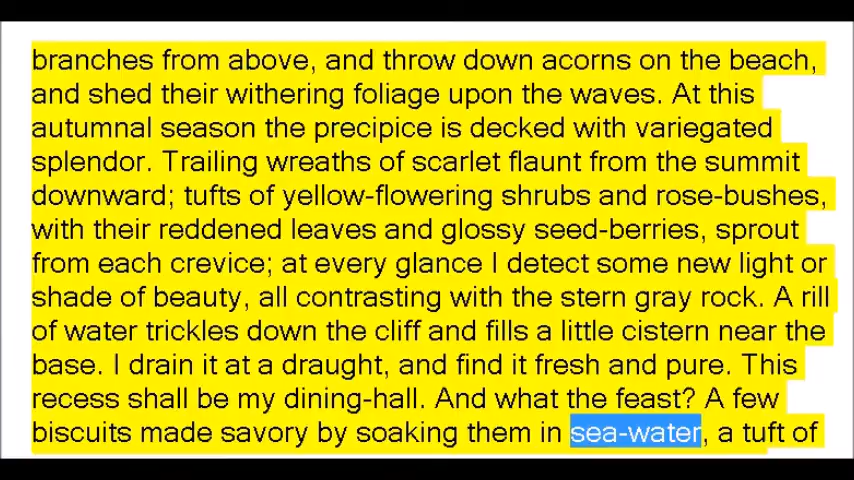 branches from above, and throw down acorns on the beach,
and shed their withering foliage upon the waves. At this
autumnal season the precipice is decked with variegated
splendor. Trailing wreaths of scarlet flaunt from the summit
downward; tufts of yellow-flowering shrubs and rose-bushes,
with their reddened leaves and glossy seed-berries, sprout
from each crevice; at every glance I detect some new light or
shade of beauty, all contrasting with the stern gray rock. A rill
of water trickles down the cliff and fills a little cistern near the
base. I drain it at a draught, and find it fresh and pure. This
recess shall be my dining-hall. And what the feast? A few
biscuits made savory by soaking them in sea-water, a tuft of